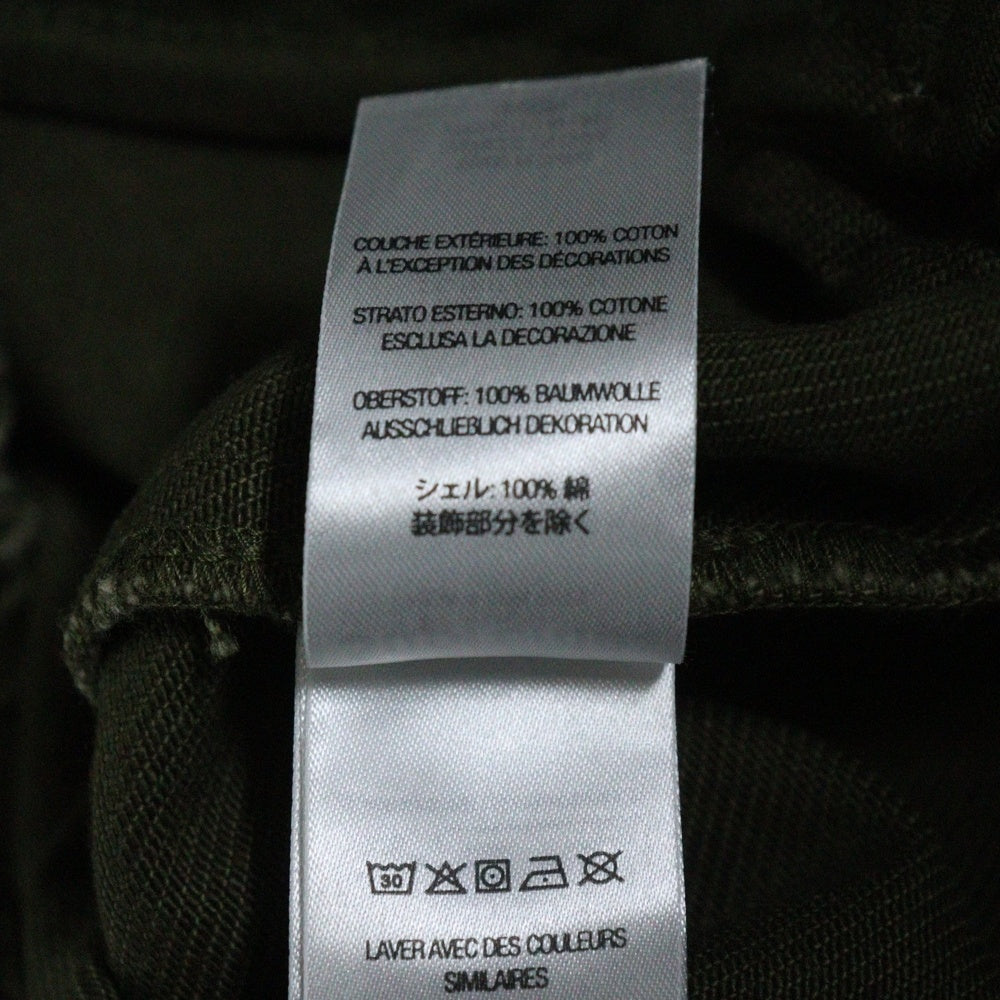 COUCHE EXTÉRIEURE: 100% COTON
À L'EXCEPTION DES DÉCORATIONS
STRATO ESTERNO: 100% COTONE
ESCLUSA LA DECORAZIONE
OBERSTOFF: 100% BAUMWOLLE
AUSSCHLIEBLICH DEKORATION
シェル: 100% 綿
装飾部分を除く
30
LAVER AVEC DES COULEURS
SIMILAIRES